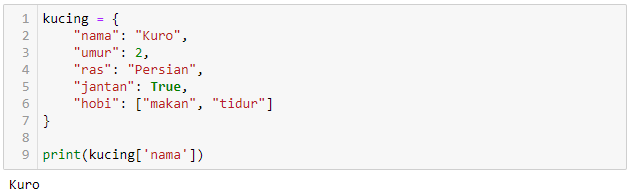 1 kucing = {
2     "nama": "Kuro",
3     "umur": 2,
4     "ras": "Persian",
5     "jantan": True,
6     "hobi": ["makan", "tidur"]
7 }
8
9 print(kucing['nama'])
Kuro